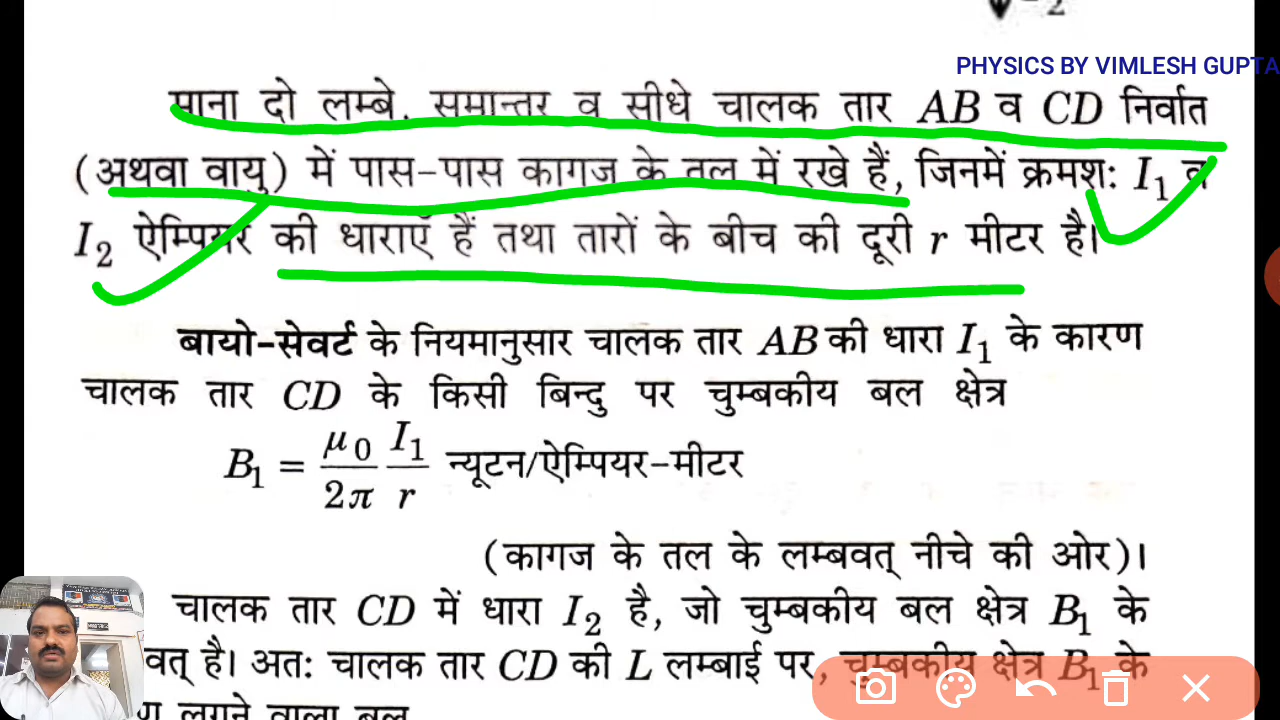 PHYSICS BY VIMLESH GUPTA
माना दो लम्बे, समान्तर व सीधे चालक तार AB व CD निर्वात
(अथवा वायु) में पास-पास कागज के तल में रखे हैं, जिनमें क्रमश: I₁ व
I₂ ऐम्पियर की धाराएँ हैं तथा तारों के बीच की दूरी r मीटर है।
बायो-सेवर्ट के नियमानुसार चालक तार AB की धारा I₁ के कारण
चालक तार CD के किसी बिन्दु पर चुम्बकीय बल क्षेत्र
B₁ = μ₀/2π I₁/r न्यूटन/ऐम्पियर-मीटर
(कागज के तल के लम्बवत् नीचे की ओर)।
चालक तार CD में धारा I₂ है, जो चुम्बकीय बल क्षेत्र B₁ के
वत् है। अत: चालक तार CD की L लम्बाई पर, चुम्बकीय क्षेत्र B₁ के
लगने वाला बल